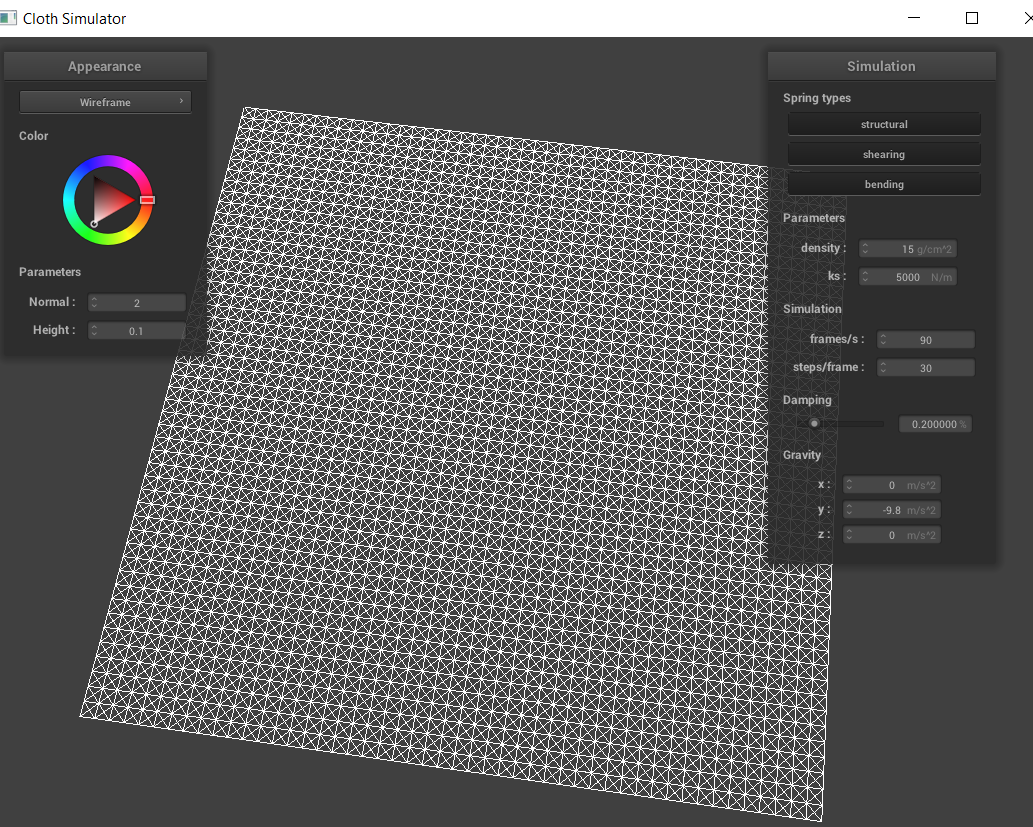 Cloth Simulator
Appearance
Wireframe
Color
Parameters
Normal : 2
Height : 0.1
Simulation
Spring types
structural
shearing
bending
Parameters
density : 15 g/cm^2
ks : 5000 N/m
Simulation
frames/s : 90
steps/frame : 30
Damping
0.200000 %
Gravity
x : 0 m/s^2
y : -9.8 m/s^2
z : 0 m/s^2